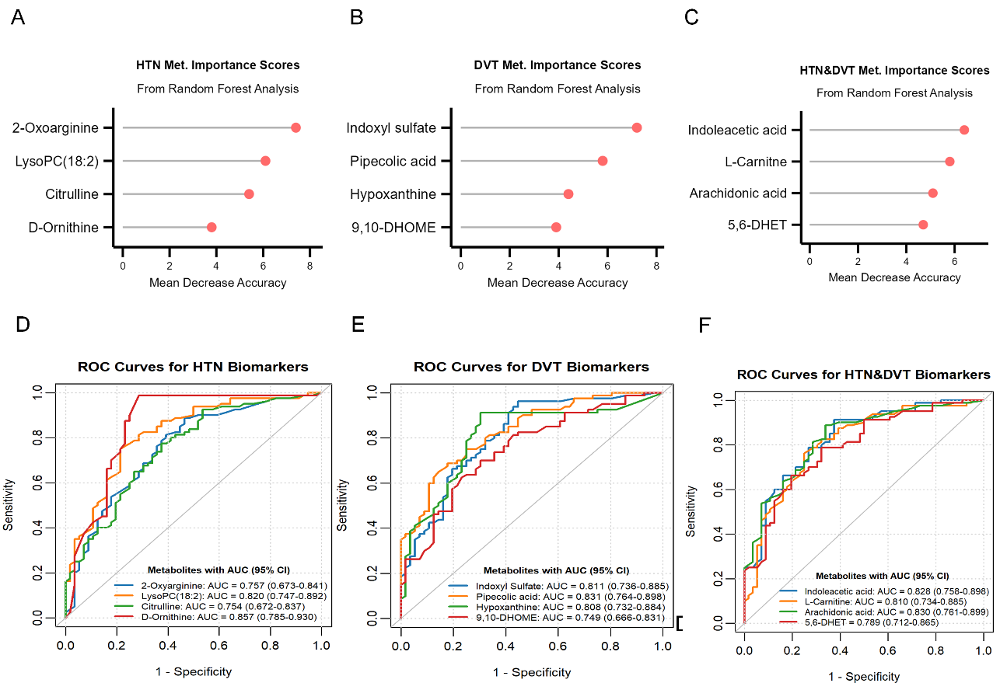 A
HTN Met. Importance Scores
From Random Forest Analysis
2-Oxoarginine
LysoPC(18:2)
Citrulline
D-Ornithine
0 2 4 6 8
Mean Decrease Accuracy
B
DVT Met. Importance Scores
From Random Forest Analysis
Indoxyl sulfate
Pipecolic acid
Hypoxanthine
9,10-DHOME
0 2 4 6 8
Mean Decrease Accuracy
C
HTN&DVT Met. Importance Scores
From Random Forest Analysis
Indoleacetic acid
L-Carnitne
Arachidonic acid
5,6-DHET
0 2 4 6
Mean Decrease Accuracy
D
ROC Curves for HTN Biomarkers
Sensitivity
1.0
0.8
0.6
0.4
0.2
0.0
Metabolites with AUC (95% CI)
2-Oxyarginine: AUC = 0.757 (0.673-0.841)
LysoPC(18:2): AUC = 0.820 (0.747-0.892)
Citrulline: AUC = 0.754 (0.672-0.837)
D-Ornithine: AUC = 0.857 (0.785-0.930)
0.0 0.2 0.4 0.6 0.8 1.0
1 - Specificity
E
ROC Curves for DVT Biomarkers
Sensitivity
1.0
0.8
0.6
0.4
0.2
0.0
Metabolites with AUC (95% CI)
Indoxyl Sulfate: AUC = 0.811 (0.736-0.885)
Pipecolic acid: AUC = 0.831 (0.764-0.898)
Hypoxanthine: AUC = 0.808 (0.732-0.884)
9,10-DHOME: AUC = 0.749 (0.666-0.831)
0.0 0.2 0.4 0.6 0.8 1.0
1 - Specificity
[
F
ROC Curves for HTN&DVT Biomarkers
Sensitivity
1.0
0.8
0.6
0.4
0.2
0.0
Metabolites with AUC (95% CI)
Indoleacetic acid: AUC = 0.828 (0.758-0.898)
L-Carnitine: AUC = 0.810 (0.734-0.885)
Arachidonic acid: AUC = 0.830 (0.761-0.899)
5,6-DHET = 0.789 (0.712-0.865)
0.0 0.2 0.4 0.6 0.8 1.0
1 - Specificity